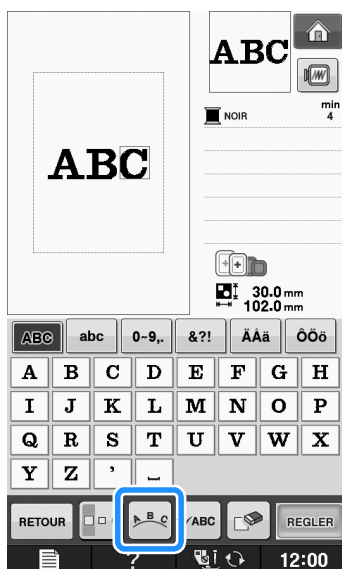 ABC
min
NOIR 4
ABC
30.0 mm
102.0 mm
ABC abc 0~9,. &?! ÄÅä ÔÖö
A B C D E F G H
I J K L M N O P
Q R S T U V W X
Y Z ’ _
RETOUR A B C ABC REGLER
? 12:00